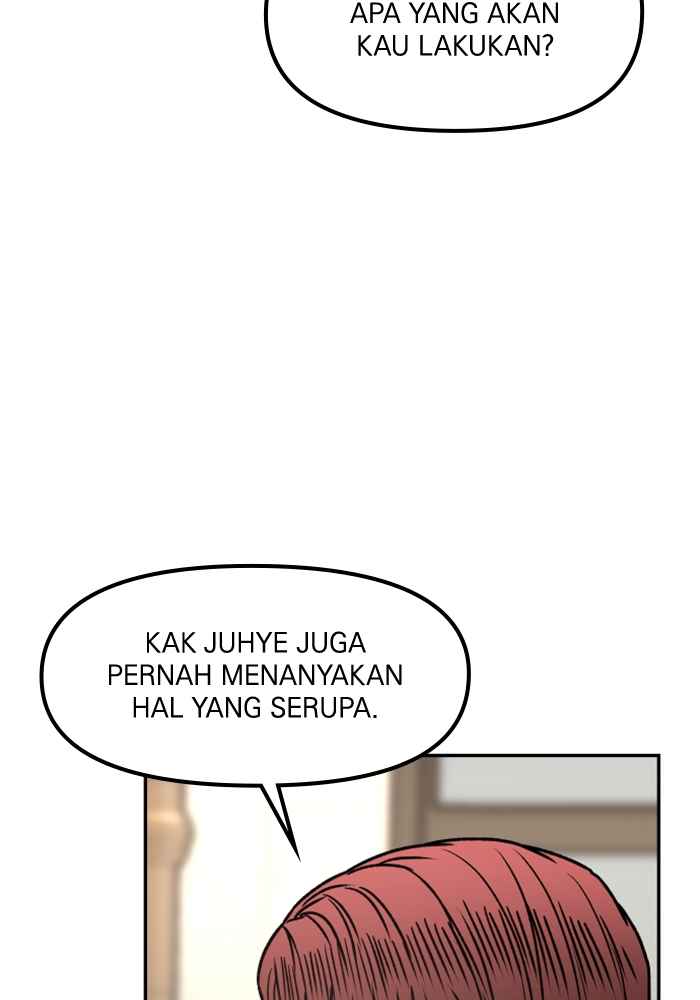 APA YANG AKAN
KAU LAKUKAN?
KAK JUHYE JUGA
PERNAH MENANYAKAN
HAL YANG SERUPA.